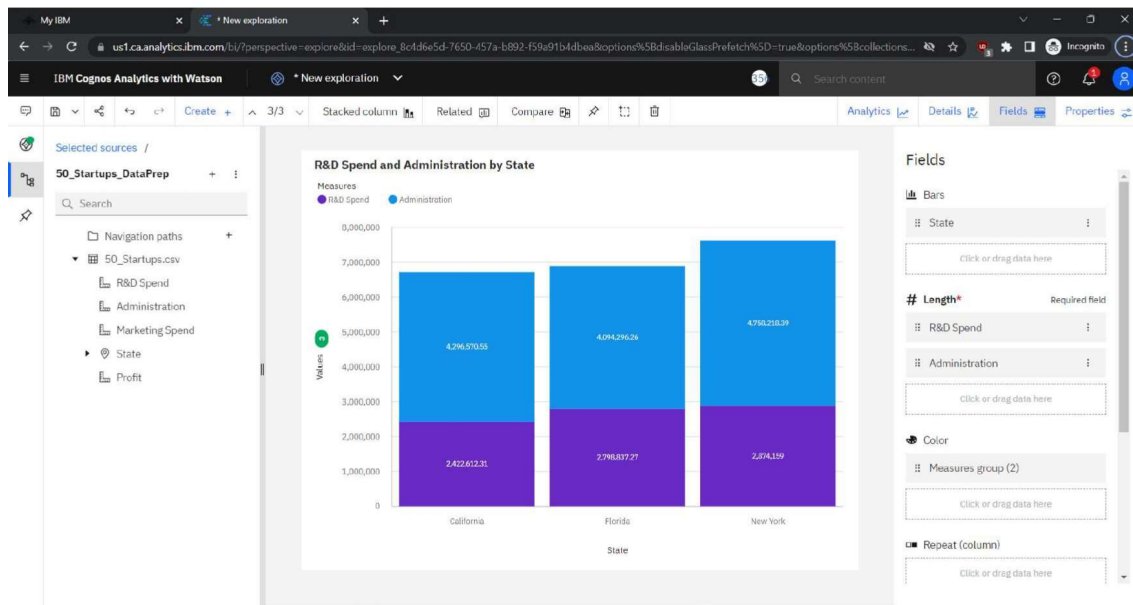 My IBM
* New exploration
us1.ca.analytics.ibm.com/bi/?perspective=explore&id=explore_8c4d6e5d-7650-457a-b892-f59a91b4dbea&options%5BdisableGlassPrefetch%5D=true&options%5Bcollections...
Incognito
IBM Cognos Analytics with Watson
* New exploration
Search content
Create +
3/3
Stacked column
Related
Compare
Analytics
Details
Fields
Properties
Selected sources /
50_Startups_DataPrep
Search
Navigation paths
50_Startups.csv
R&D Spend
Administration
Marketing Spend
State
Profit
R&D Spend and Administration by State
Measures
R&D Spend
Administration
Values
8,000,000
7,000,000
6,000,000
5,000,000
4,000,000
3,000,000
2,000,000
1,000,000
0
4,296,570.55
4,094,296.26
4,758,218.39
2,422,612.31
2,798,837.27
2,874,159
California
Florida
New York
State
Fields
Bars
State
Click or drag data here
# Length*
Required field
R&D Spend
Administration
Click or drag data here
Color
Measures group (2)
Click or drag data here
Repeat (column)
Click or drag data here